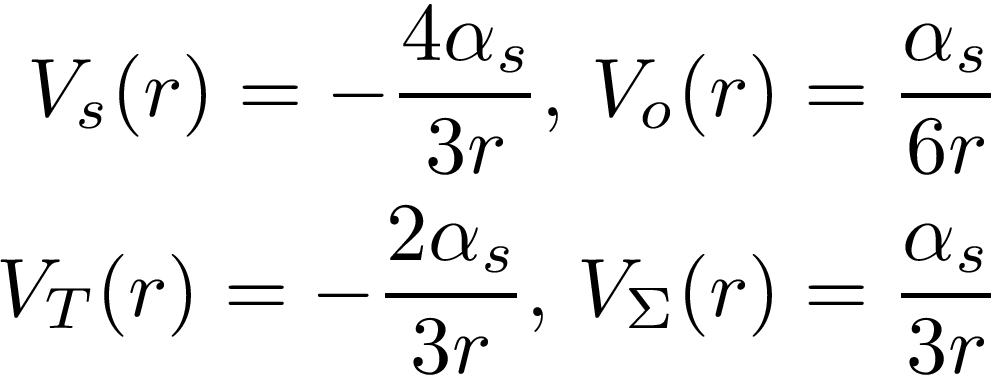 V_s(r) = -\frac{4\alpha_s}{3r}, V_o(r) = \frac{\alpha_s}{6r}
V_T(r) = -\frac{2\alpha_s}{3r}, V_\Sigma(r) = \frac{\alpha_s}{3r}